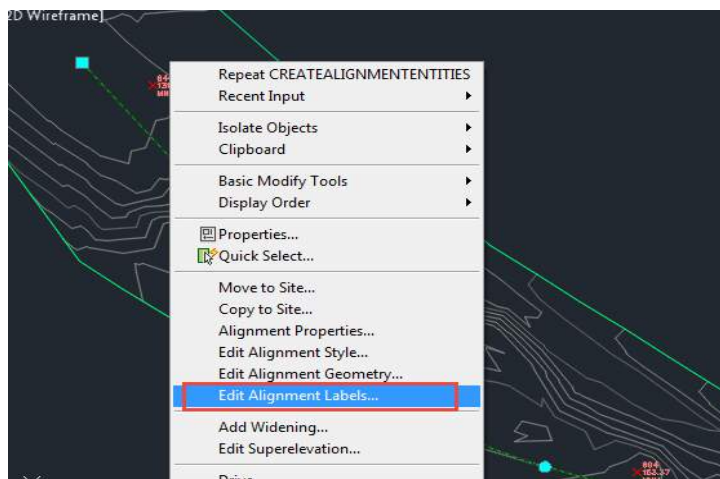 2D Wireframe]
Repeat CREATEALIGNMENTENTITIES
Recent Input
Isolate Objects
Clipboard
Basic Modify Tools
Display Order
Properties...
Quick Select...
Move to Site...
Copy to Site...
Alignment Properties...
Edit Alignment Style...
Edit Alignment Geometry...
Edit Alignment Labels...
Add Widening...
Edit Superelevation...
804